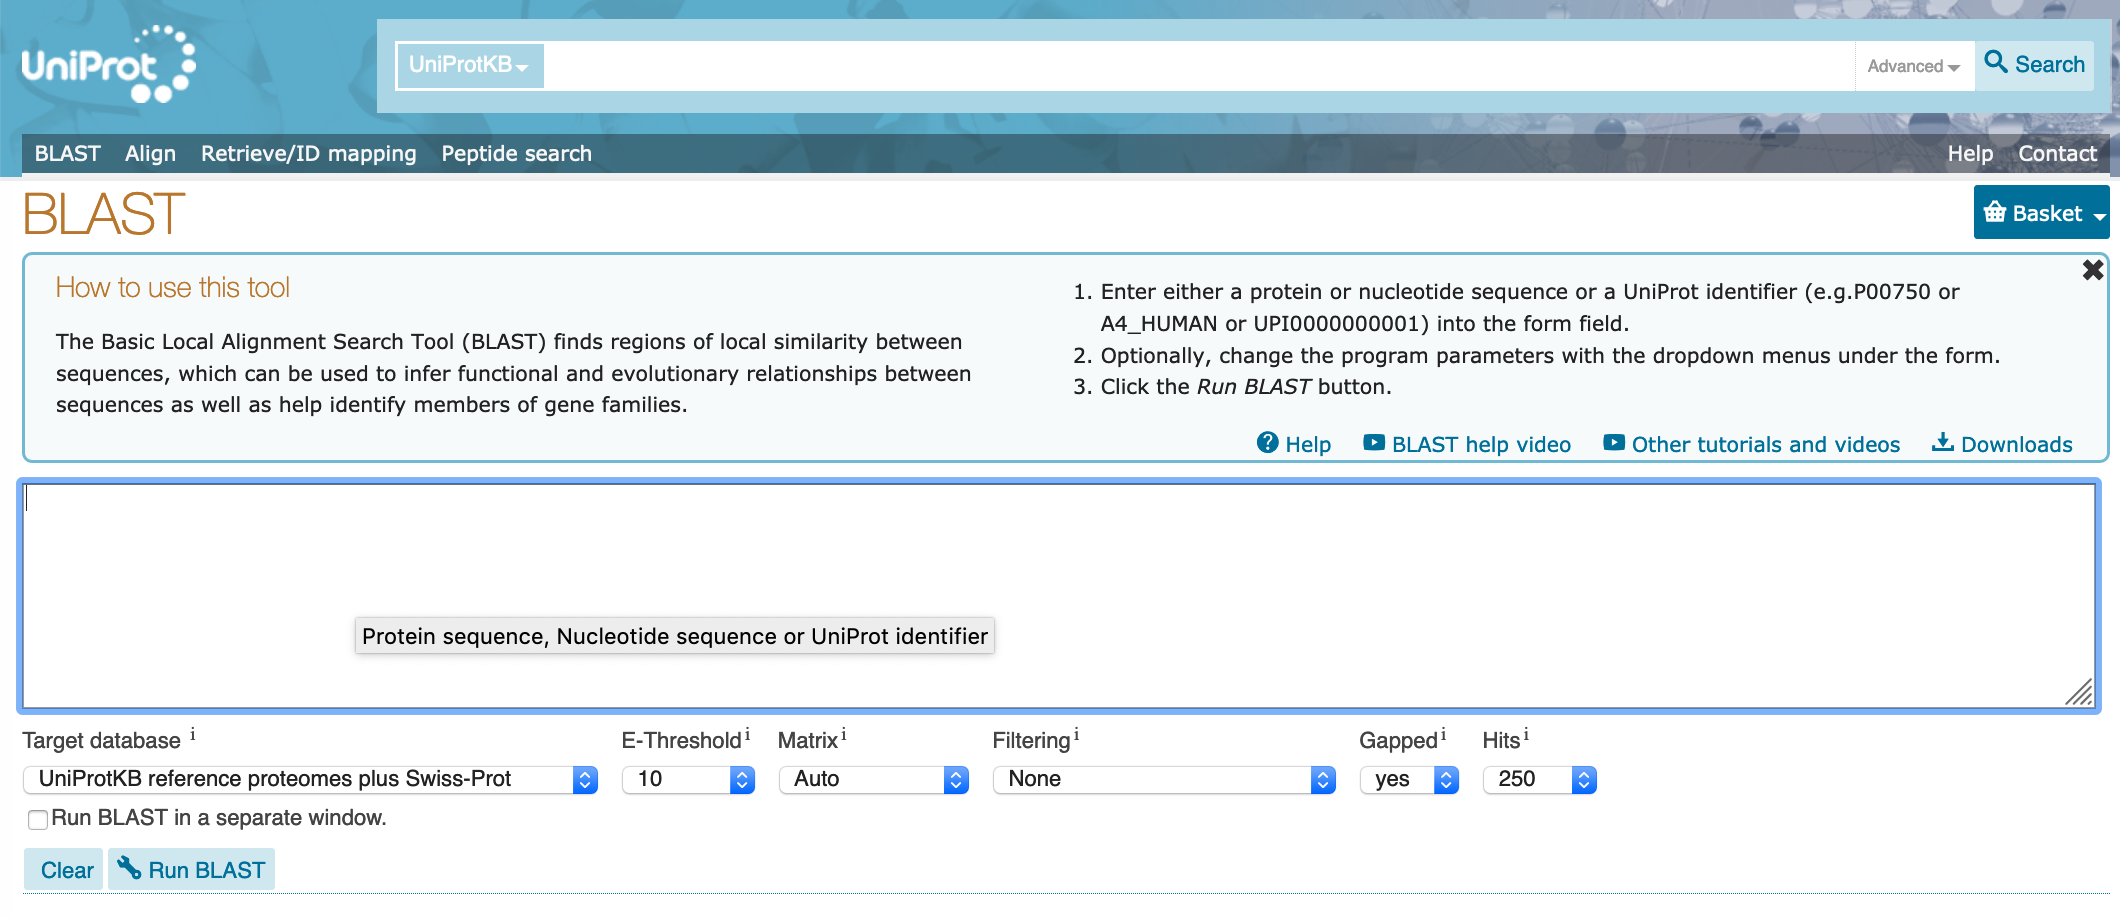 UniProt
UniProtKB
Advanced
Search
BLAST Align Retrieve/ID mapping Peptide search Help Contact
BLAST
Basket
How to use this tool
The Basic Local Alignment Search Tool (BLAST) finds regions of local similarity between
sequences, which can be used to infer functional and evolutionary relationships between
sequences as well as help identify members of gene families.
1. Enter either a protein or nucleotide sequence or a UniProt identifier (e.g.P00750 or
A4_HUMAN or UPI0000000001) into the form field.
2. Optionally, change the program parameters with the dropdown menus under the form.
3. Click the Run BLAST button.
Help BLAST help video Other tutorials and videos Downloads
Protein sequence, Nucleotide sequence or UniProt identifier
Target database i E-Threshold i Matrix i Filtering i Gapped i Hits i
UniProtKB reference proteomes plus Swiss-Prot 10 Auto None yes 250
Run BLAST in a separate window.
Clear Run BLAST